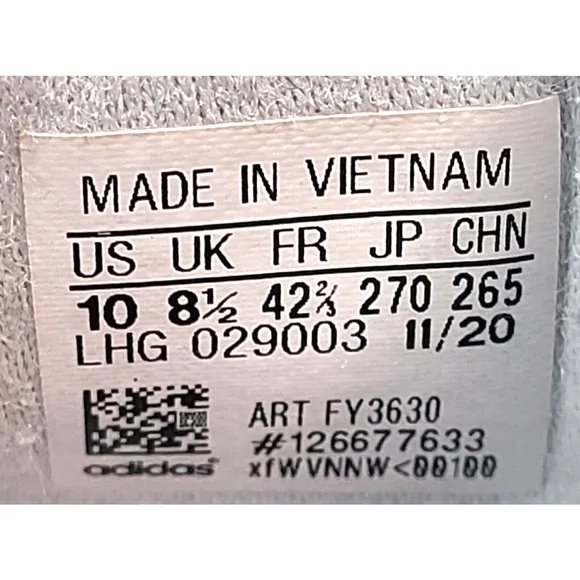 MADE IN VIETNAM
US UK FR JP CHN
10 8½ 42⅔ 270 265
LHG 029003 11/20
ART FY3630
#126677633
adidas xfWVNNW<00100